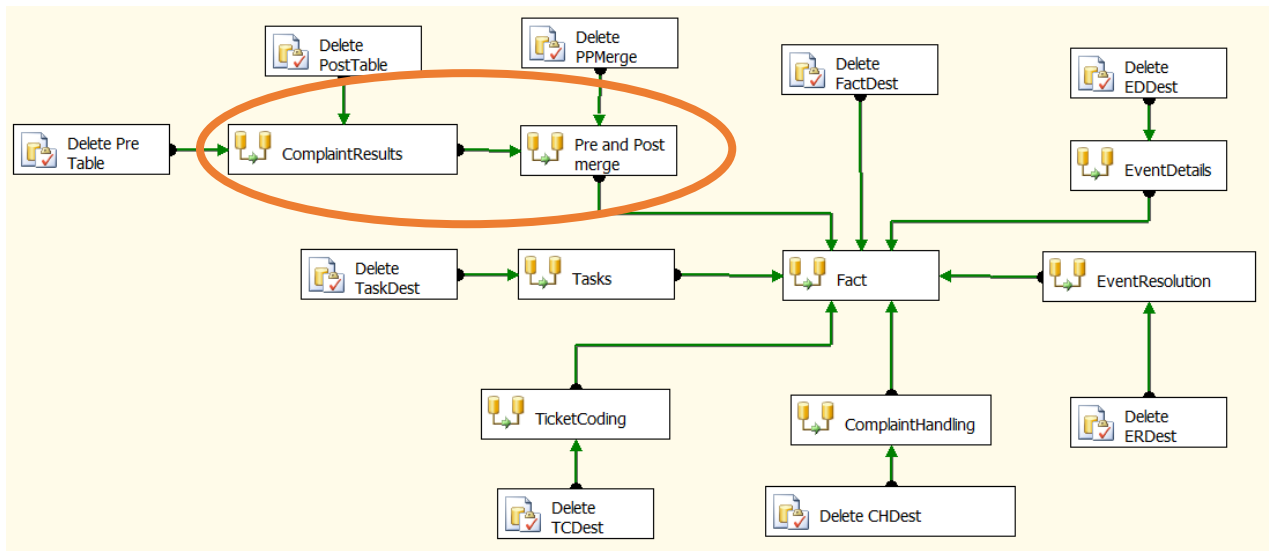 Delete
PostTable
Delete
PPMerge
Delete
FactDest
Delete
EDDest
Delete Pre
Table
ComplaintResults
Pre and Post
merge
EventDetails
Delete
TaskDest
Tasks
Fact
EventResolution
TicketCoding
ComplaintHandling
Delete
ERDest
Delete
TCDest
Delete CHDest